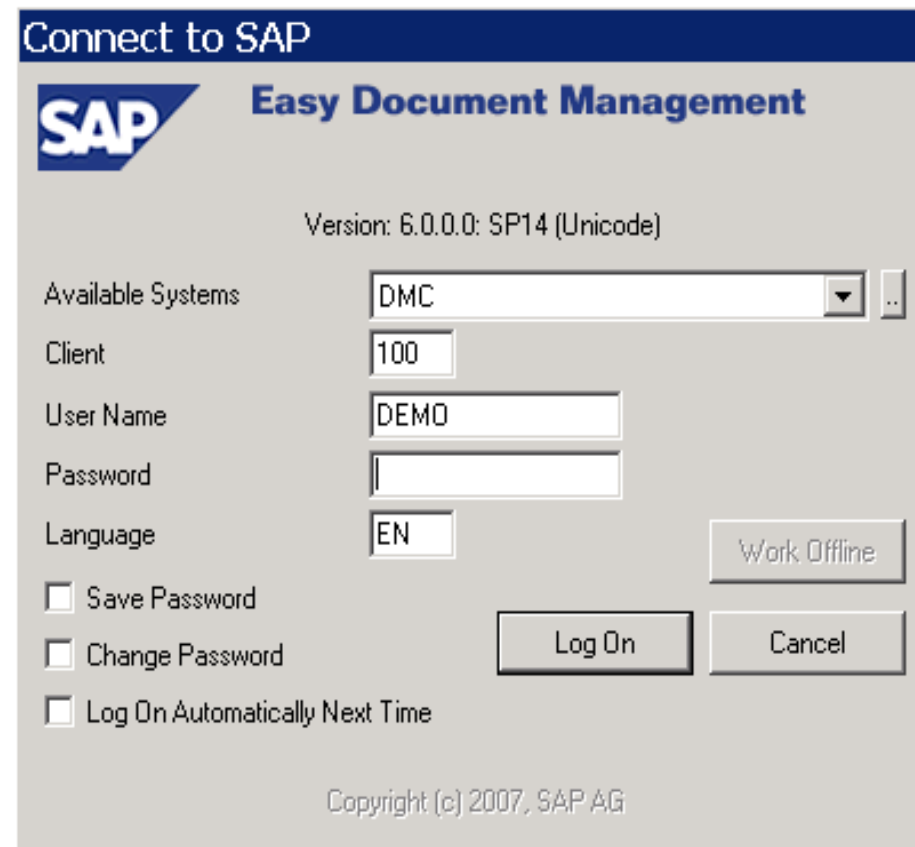 Connect to SAP
SAP Easy Document Management
Version: 6.0.0.0: SP14 (Unicode)
Available Systems DMC ..
Client 100
User Name DEMO
Password
Language EN
Work Offline
Save Password
Log On Cancel
Change Password
Log On Automatically Next Time
Copyright (c) 2007, SAP AG